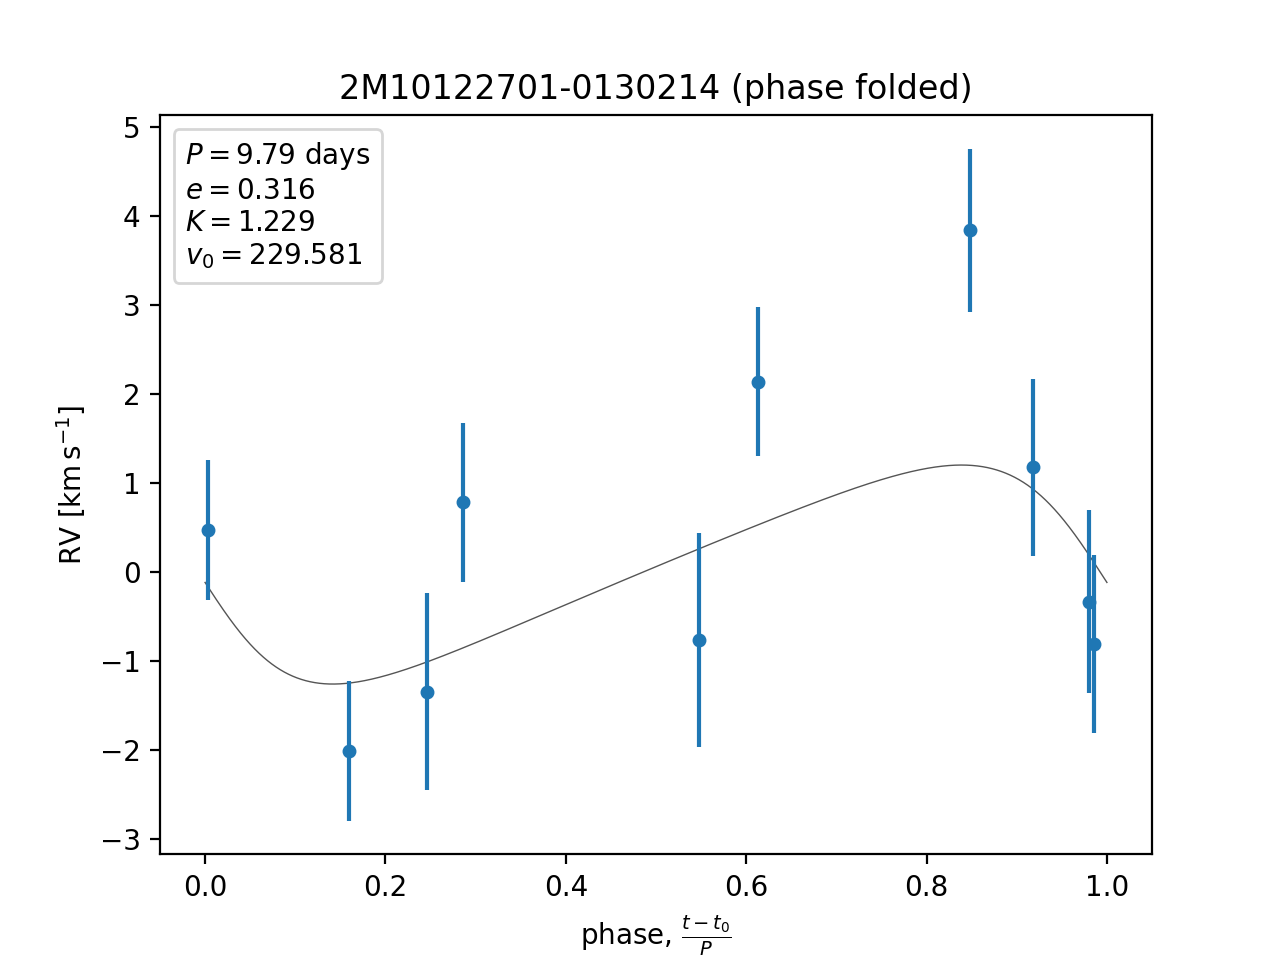 2M10122701-0130214 (phase folded)
P = 9.79 days
e = 0.316
K = 1.229
v₀ = 229.581
5
4
3
2
1
0
−1
−2
−3
RV [km s⁻¹]
0.0 0.2 0.4 0.6 0.8 1.0
phase, (t − t₀)/P